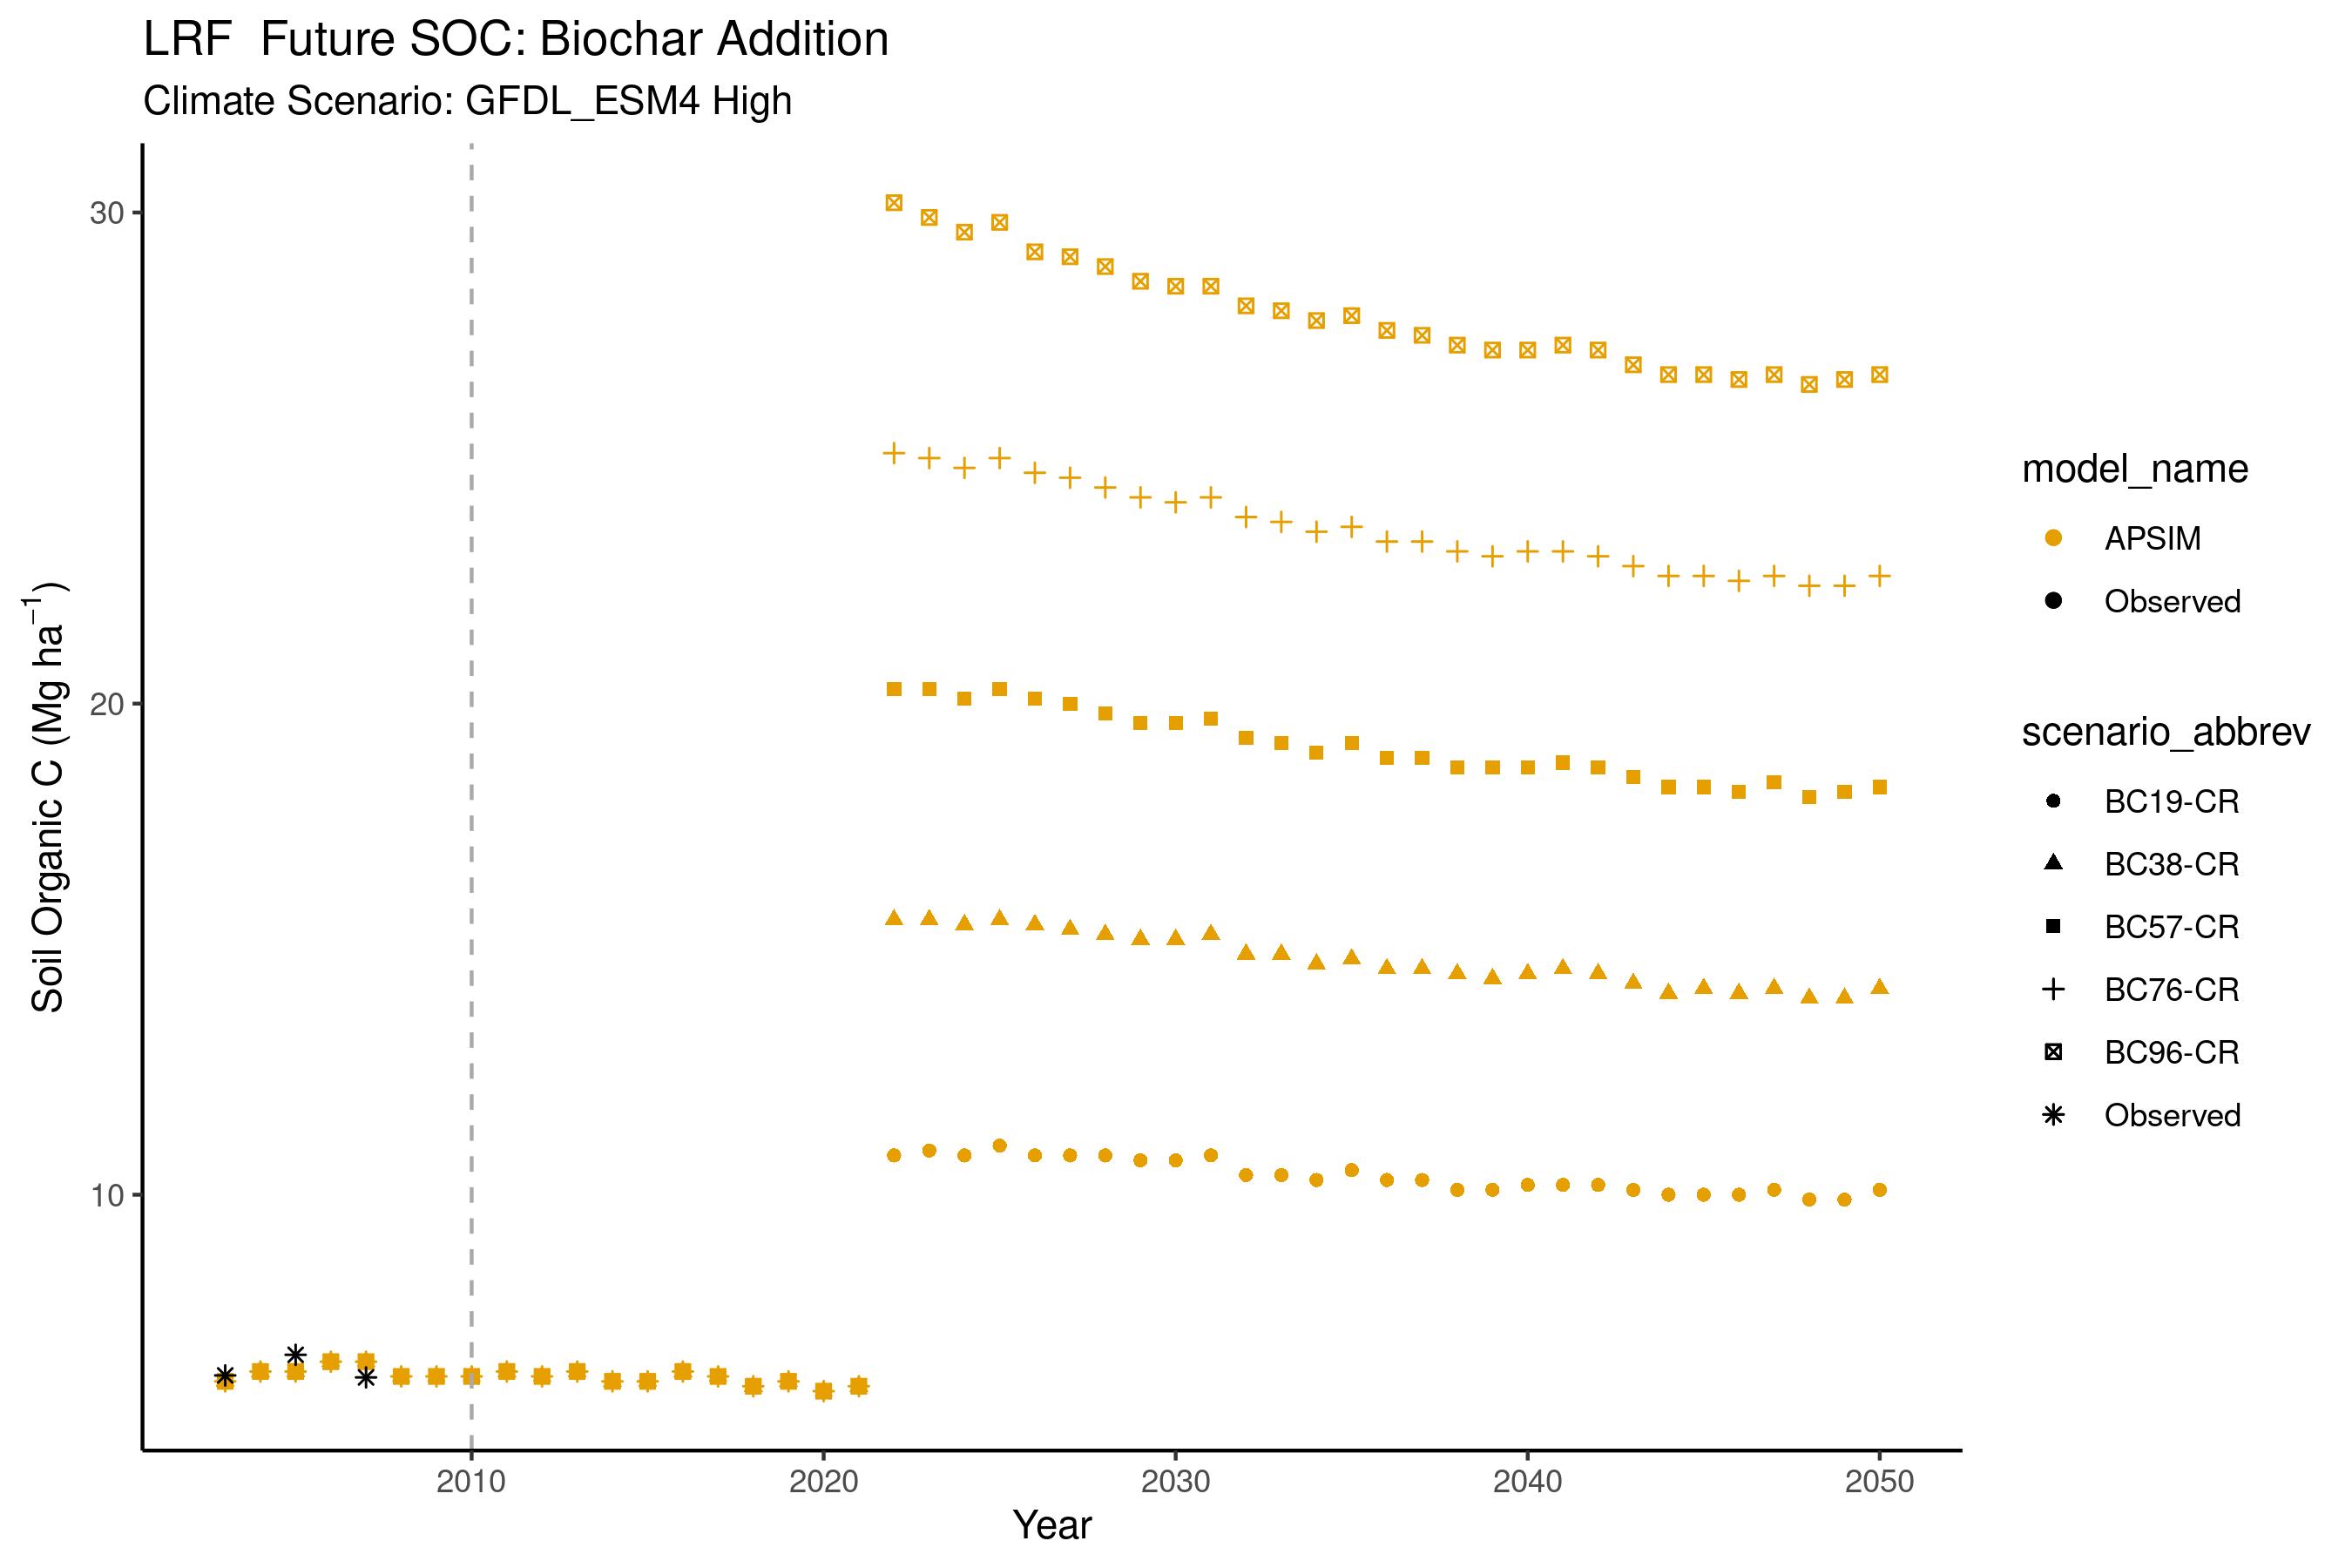 LRF  Future SOC: Biochar Addition
Climate Scenario: GFDL_ESM4 High
Soil Organic C (Mg ha⁻¹)
30
20
10
2010
2020
2030
2040
2050
Year
model_name
APSIM
Observed
scenario_abbrev
BC19-CR
BC38-CR
BC57-CR
BC76-CR
BC96-CR
Observed